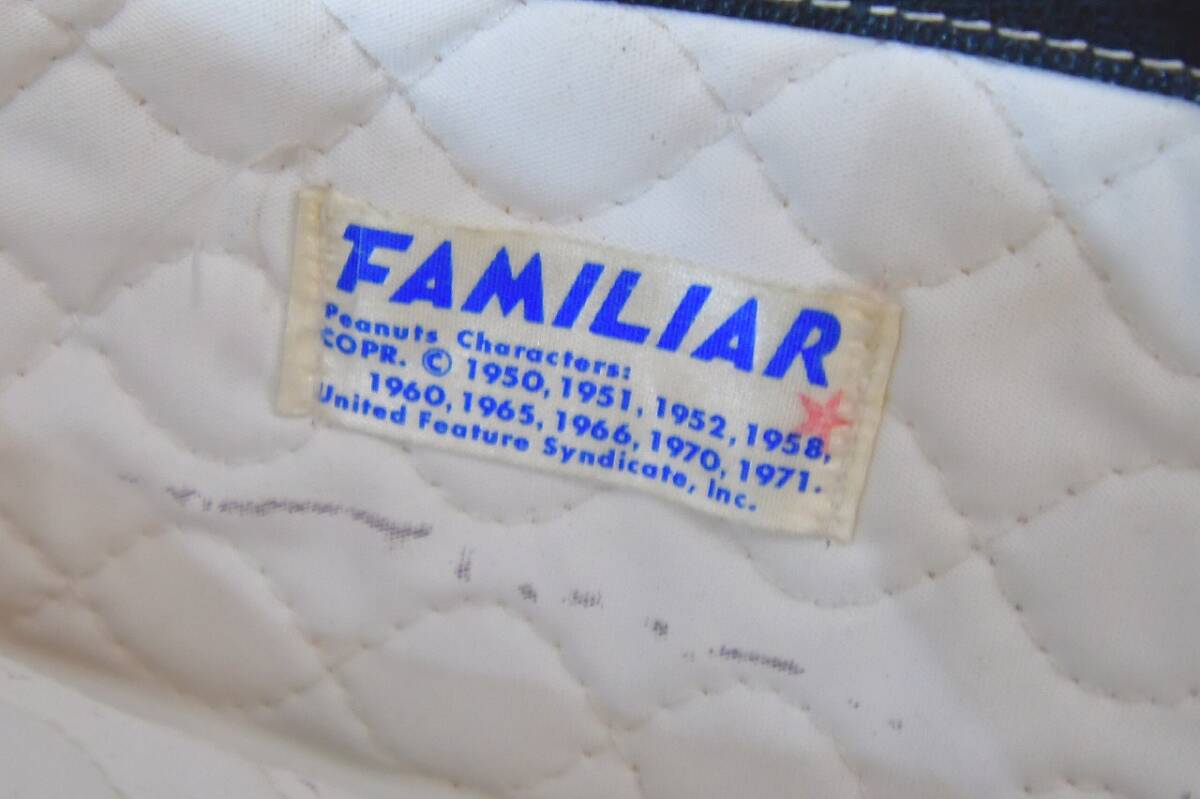 FAMILIAR
Peanuts Characters:
COPR. © 1950, 1951, 1952, 1958,
1960, 1965, 1966, 1970, 1971.
United Feature Syndicate, Inc.